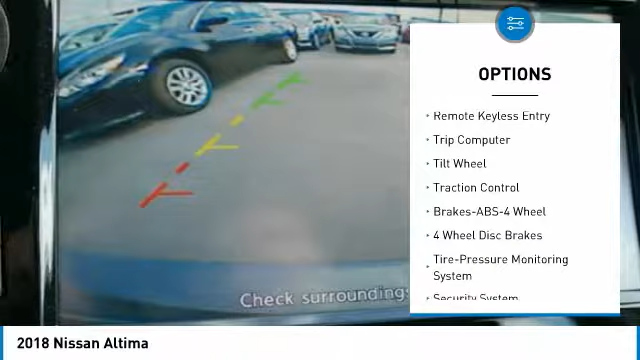 OPTIONS
Remote Keyless Entry
Trip Computer
Tilt Wheel
Traction Control
Brakes-ABS-4 Wheel
4 Wheel Disc Brakes
Tire-Pressure Monitoring
System
Security System
Check surroundings
2018 Nissan Altima